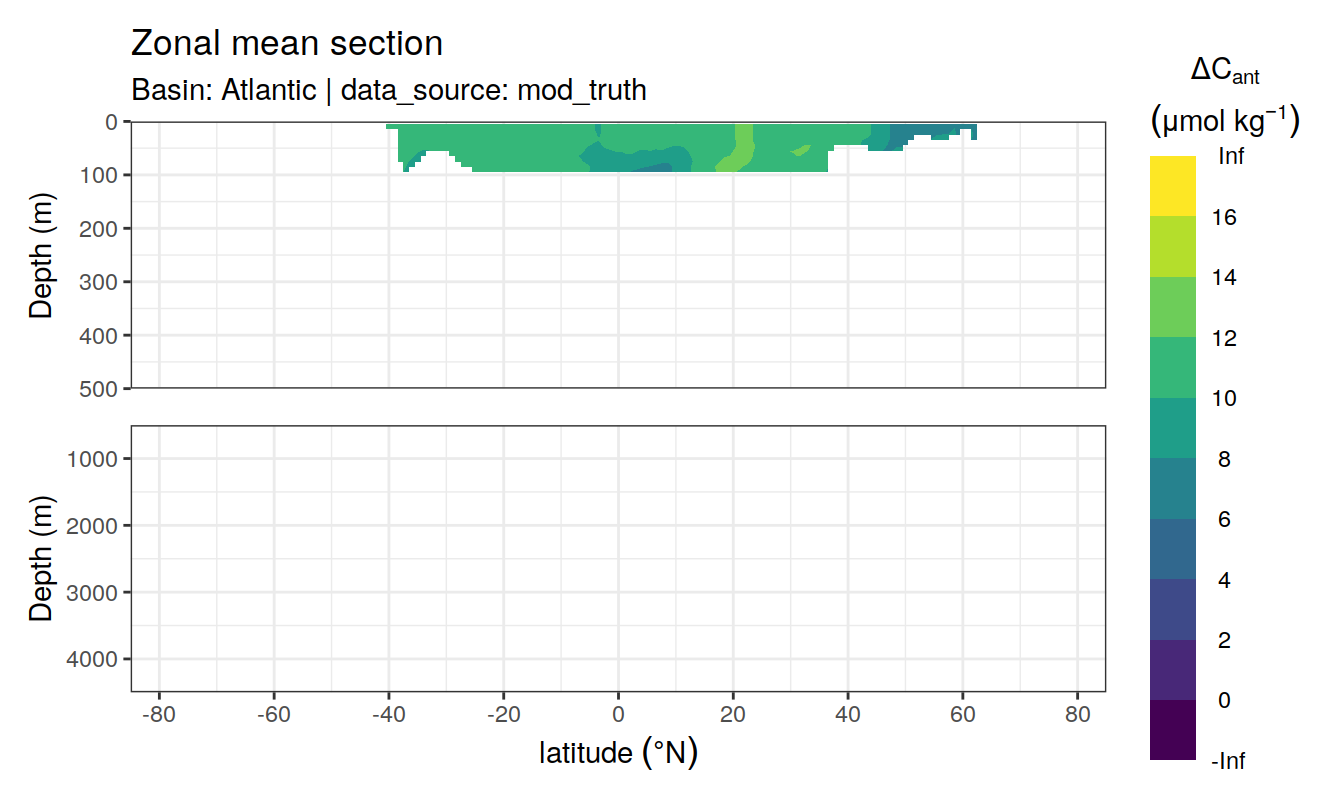 Zonal mean section
Basin: Atlantic | data_source: mod_truth
ΔCant
(μmol kg⁻¹)
Inf
16
14
12
10
8
6
4
2
0
-Inf
Depth (m)
0
100
200
300
400
500
Depth (m)
1000
2000
3000
4000
-80 -60 -40 -20 0 20 40 60 80
latitude (°N)